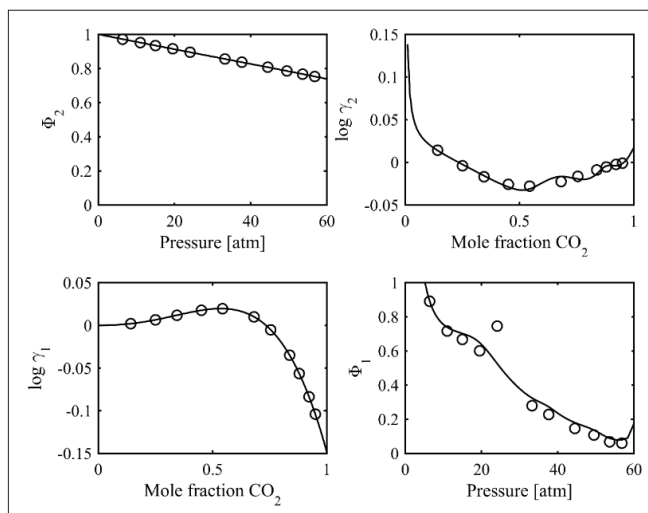 1
0.8
0.6
0.4
0.2
0
0 20 40 60
Φ₂
Pressure [atm]
0.15
0.1
0.05
0
-0.05
0 0.5 1
log γ₂
Mole fraction CO₂
0.05
0
-0.05
-0.1
-0.15
0 0.5 1
log γ₁
Mole fraction CO₂
1
0.8
0.6
0.4
0.2
0
0 20 40 60
Φ₁
Pressure [atm]